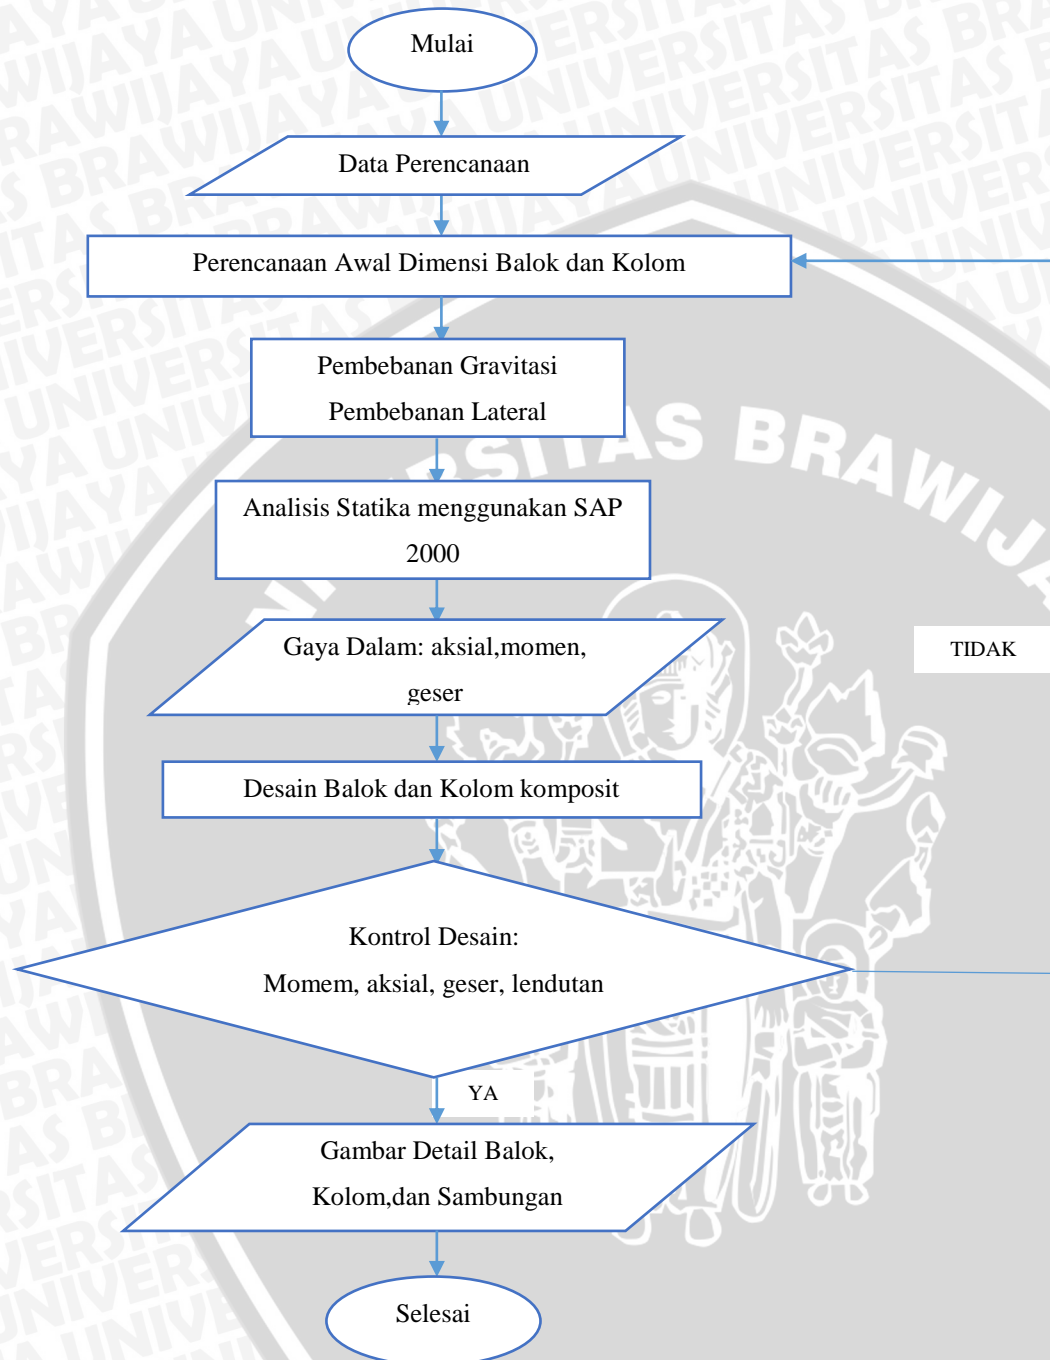 Mulai
Data Perencanaan
Perencanaan Awal Dimensi Balok dan Kolom
Pembebanan Gravitasi
Pembebanan Lateral
Analisis Statika menggunakan SAP
2000
Gaya Dalam: aksial,momen,
geser
TIDAK
Desain Balok dan Kolom komposit
Kontrol Desain:
Momem, aksial, geser, lendutan
YA
Gambar Detail Balok,
Kolom,dan Sambungan
Selesai